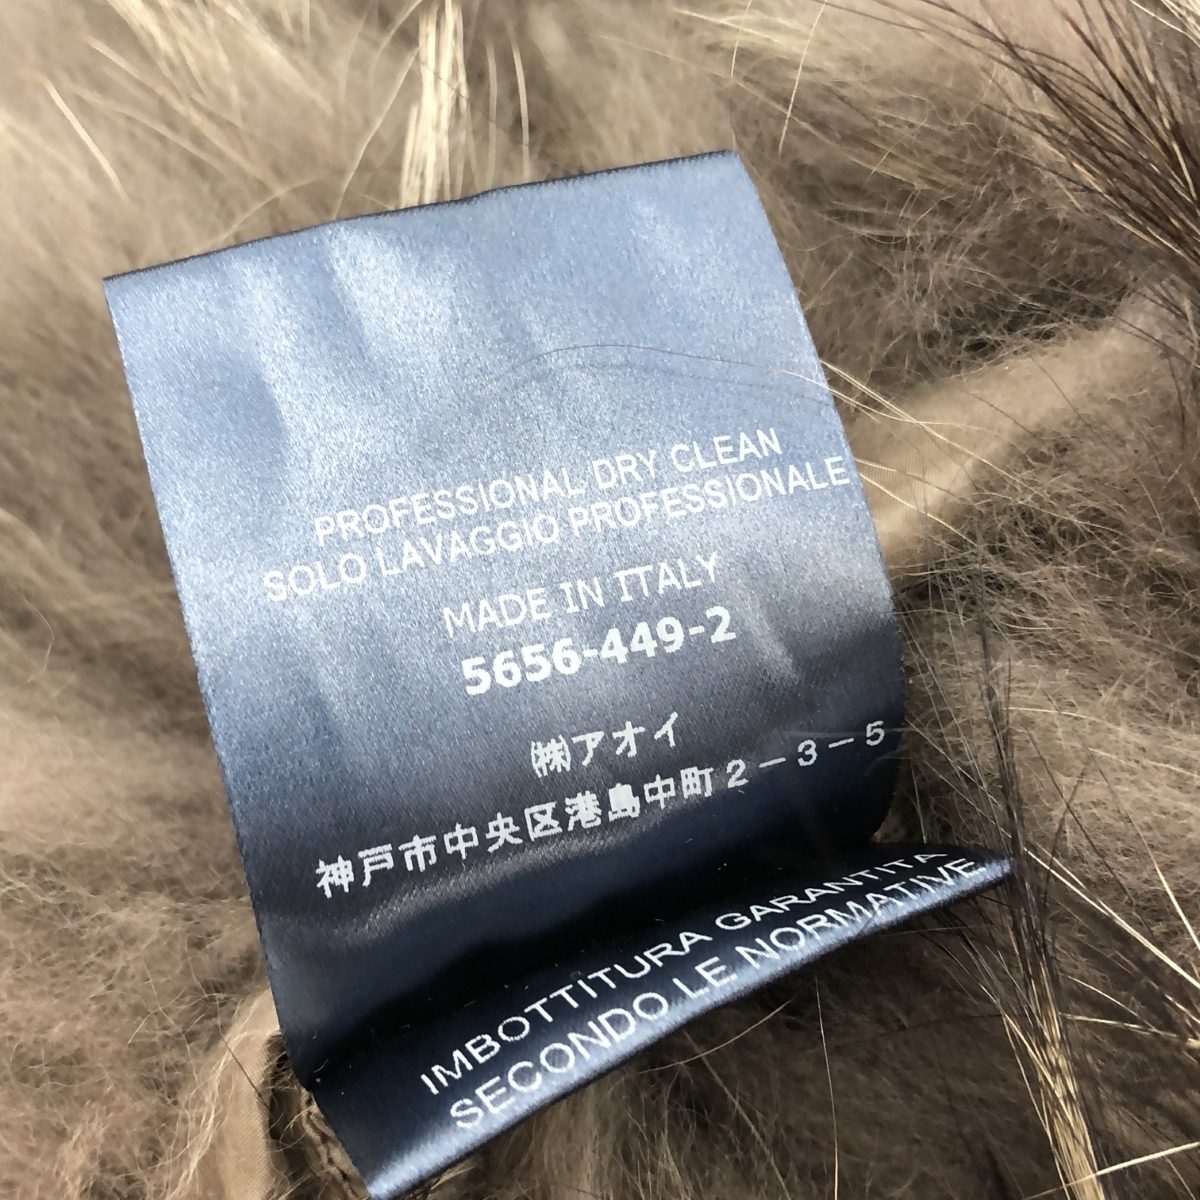 PROFESSIONAL DRY CLEAN
SOLO LAVAGGIO PROFESSIONALE
MADE IN ITALY
5656-449-2
㈱アオイ
神戸市中央区港島中町2-3-5
IMBOTTITURA GARANTITA
SECONDO LE NORMATIVE